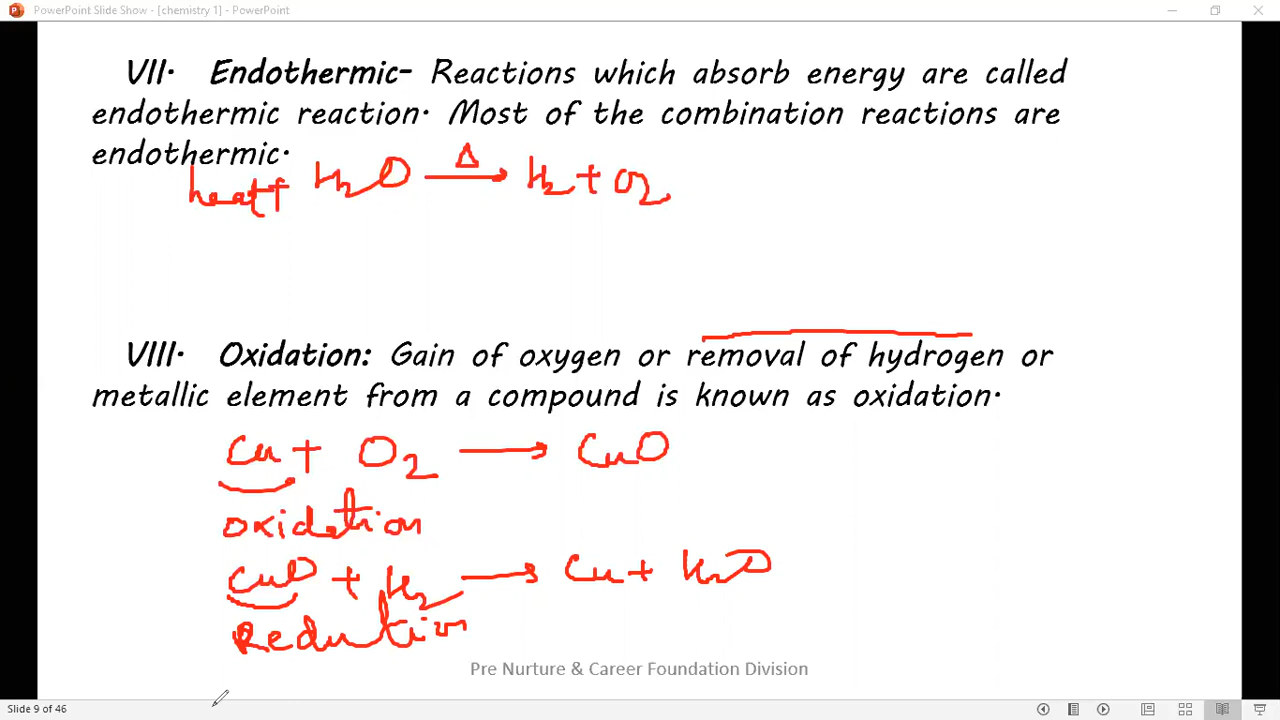 PowerPoint Slide Show - [chemistry 1] - PowerPoint
VII. Endothermic- Reactions which absorb energy are called
endothermic reaction. Most of the combination reactions are
endothermic.
heat+ H2O Δ→ H2 + O2
VIII. Oxidation: Gain of oxygen or removal of hydrogen or
metallic element from a compound is known as oxidation.
Cu + O2 → CuO
oxidation
CuO + H2 → Cu + H2O
Reduction
Pre Nurture & Career Foundation Division
Slide 9 of 46